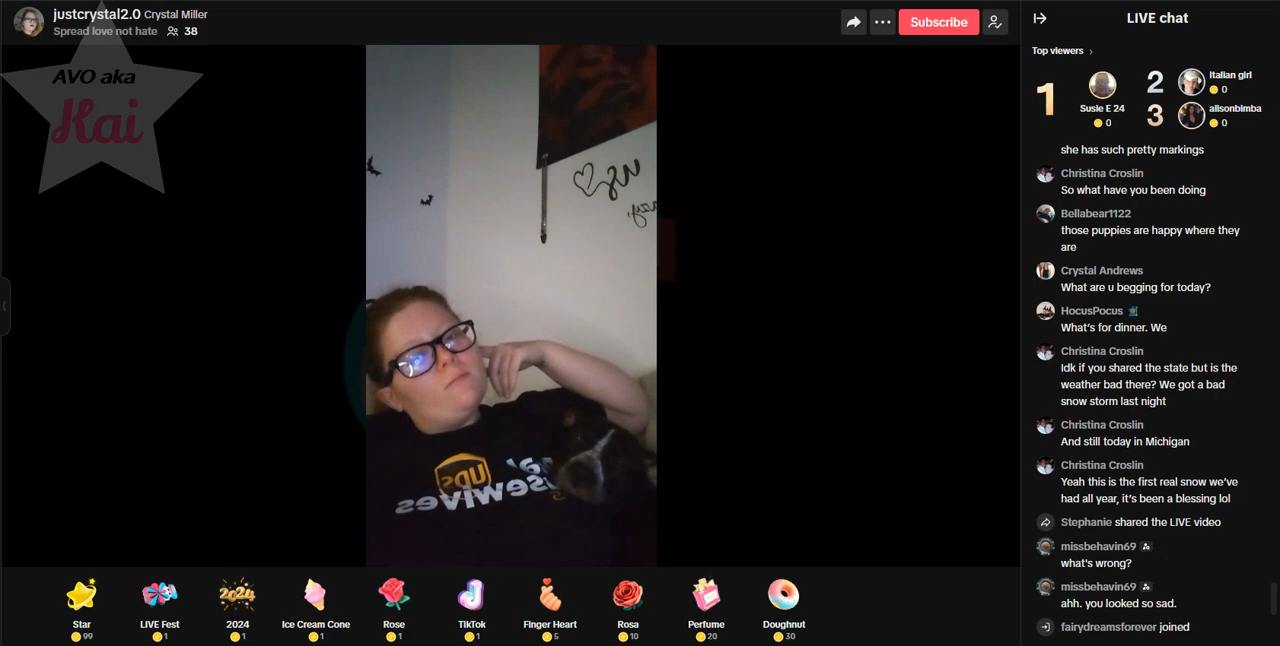 justcrystal2.0 Crystal Miller
Spread love not hate 38
Subscribe
AVO aka
Kai
us
ups
sewives
Star
99
LIVE Fest
1
2024
2024
1
Ice Cream Cone
1
Rose
1
TikTok
1
Finger Heart
5
Rosa
10
Perfume
20
Doughnut
30
LIVE chat
Top viewers
1
Susie E 24
0
2
Italian girl
0
3
alisonbimba
0
she has such pretty markings
Christina Croslin
So what have you been doing
Bellabear1122
those puppies are happy where they
are
Crystal Andrews
What are u begging for today?
HocusPocus
What's for dinner. We
Christina Croslin
Idk if you shared the state but is the
weather bad there? We got a bad
snow storm last night
Christina Croslin
And still today in Michigan
Christina Croslin
Yeah this is the first real snow we've
had all year, it's been a blessing lol
Stephanie shared the LIVE video
missbehavin69
what's wrong?
missbehavin69
ahh. you looked so sad.
fairydreamsforever joined